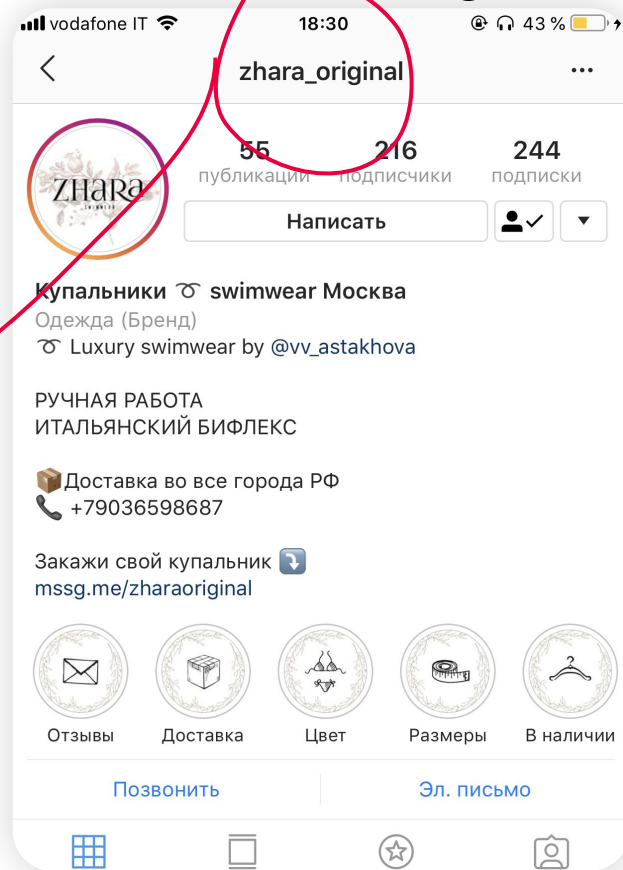 vodafone IT 18:30 43 %
zhara_original
55 216 244
публикации подписчики подписки
ZHARA
SWIMWEAR
Написать
Купальники ➰ swimwear Москва
Одежда (Бренд)
➰ Luxury swimwear by @vv_astakhova
РУЧНАЯ РАБОТА
ИТАЛЬЯНСКИЙ БИФЛЕКС
📦Доставка во все города РФ
📞 +79036598687
Закажи свой купальник ⤵️
mssg.me/zharaoriginal
Отзывы Доставка Цвет Размеры В наличии
Позвонить Эл. письмо